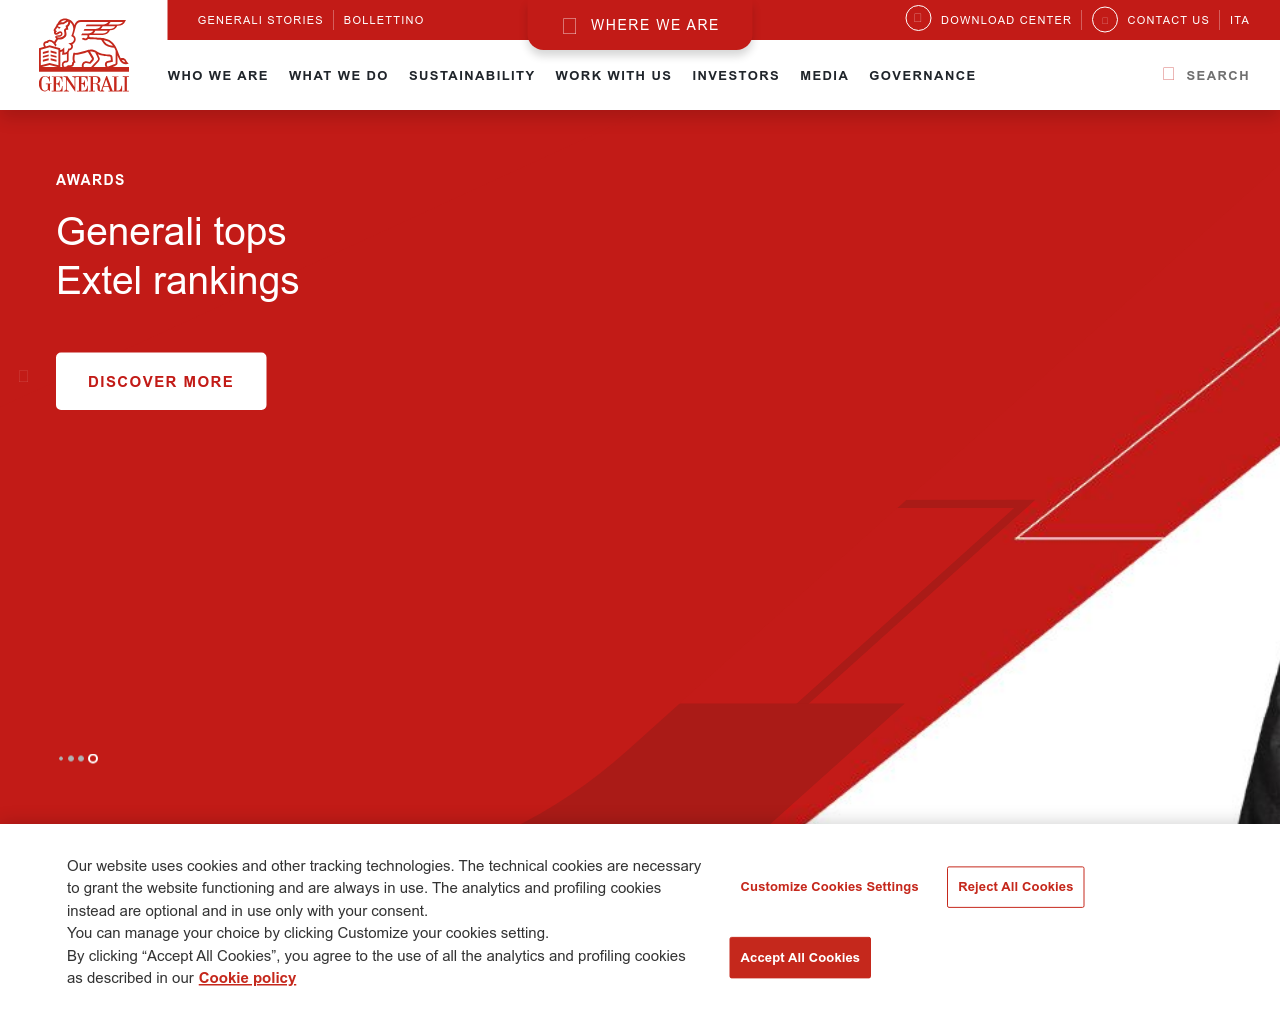 GENERALI STORIES BOLLETTINO
WHERE WE ARE
DOWNLOAD CENTER CONTACT US ITA
GENERALI
WHO WE ARE WHAT WE DO SUSTAINABILITY WORK WITH US INVESTORS MEDIA GOVERNANCE
SEARCH
AWARDS
Generali tops
Extel rankings
DISCOVER MORE
Our website uses cookies and other tracking technologies. The technical cookies are necessary
to grant the website functioning and are always in use. The analytics and profiling cookies
instead are optional and in use only with your consent.
You can manage your choice by clicking Customize your cookies setting.
By clicking “Accept All Cookies”, you agree to the use of all the analytics and profiling cookies
as described in our Cookie policy
Customize Cookies Settings
Reject All Cookies
Accept All Cookies